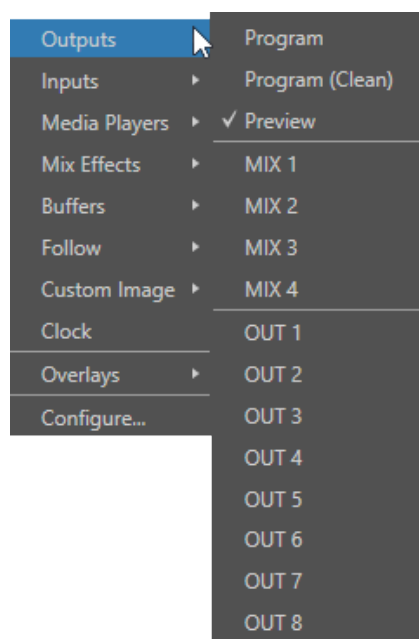 Outputs
Inputs
Media Players
Mix Effects
Buffers
Follow
Custom Image
Clock
Overlays
Configure...
Program
Program (Clean)
Preview
MIX 1
MIX 2
MIX 3
MIX 4
OUT 1
OUT 2
OUT 3
OUT 4
OUT 5
OUT 6
OUT 7
OUT 8